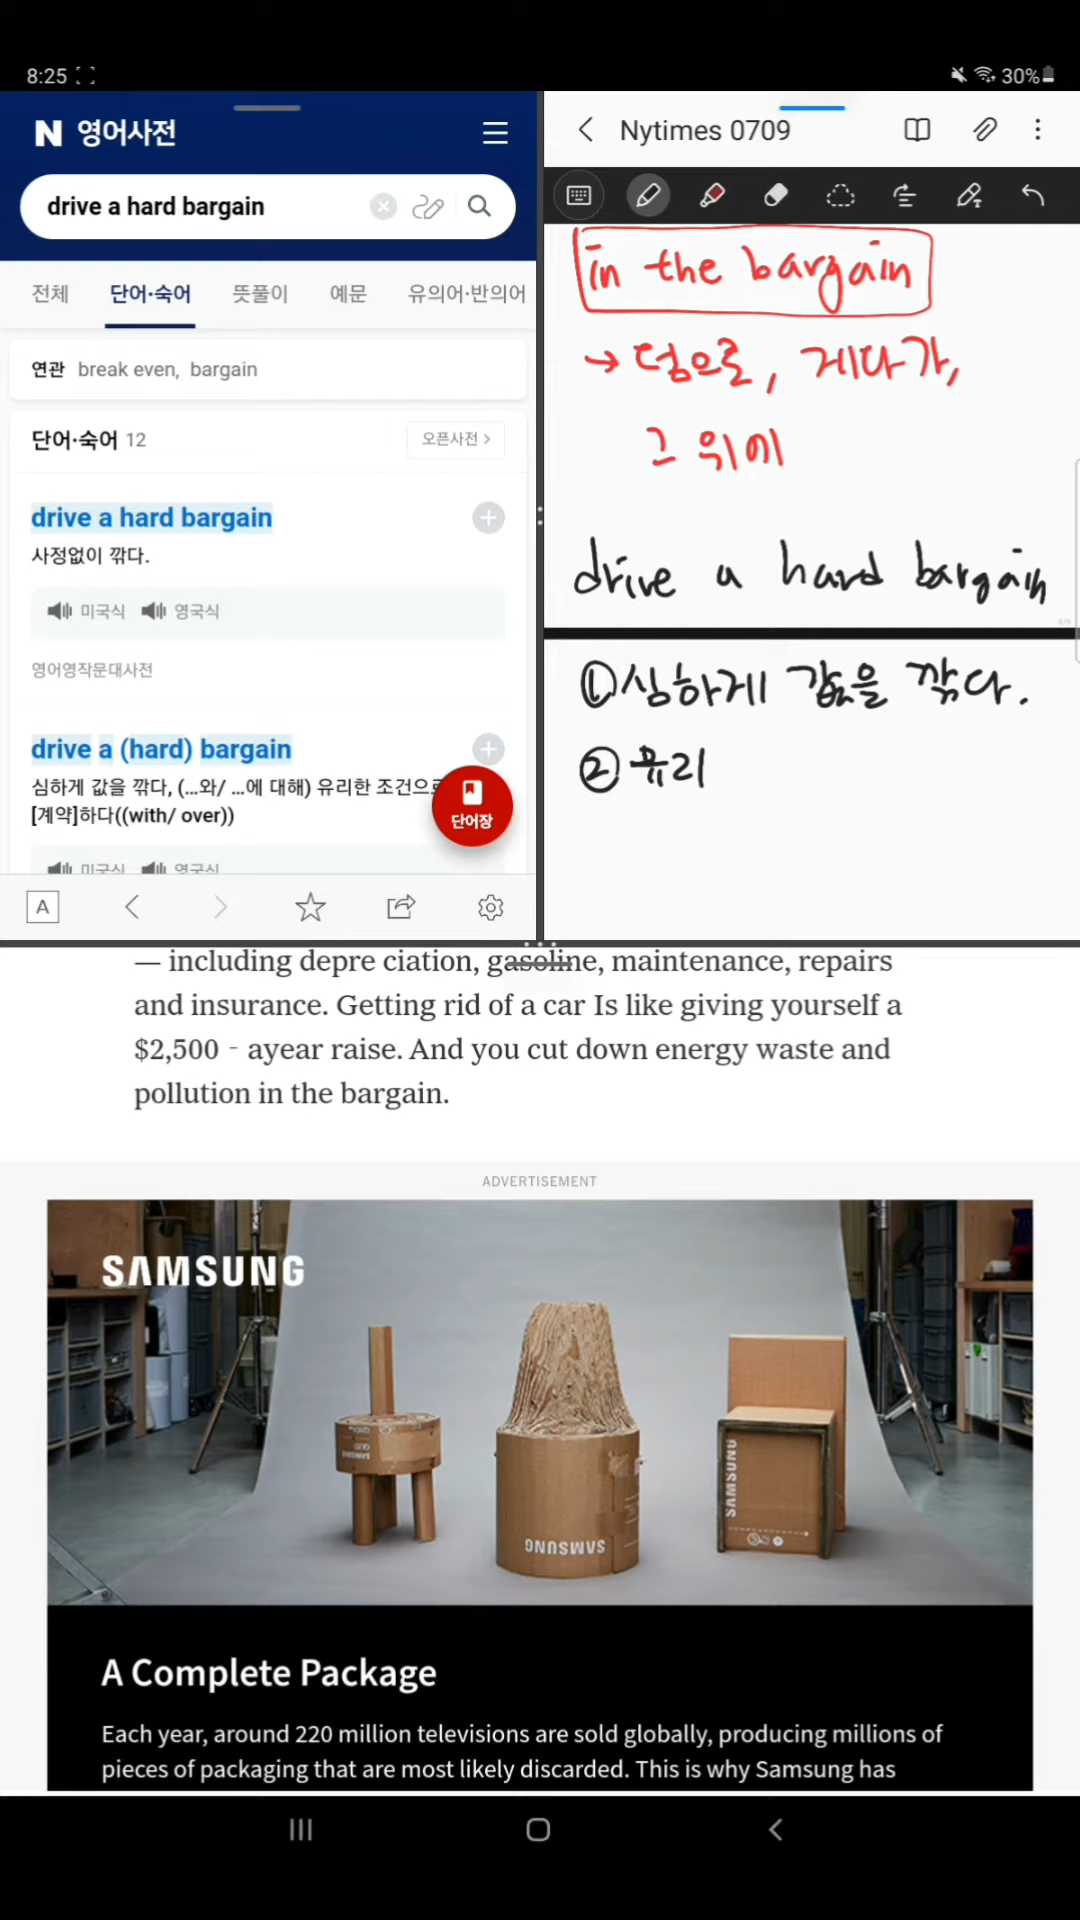 8:25
30%
N 영어사전
drive a hard bargain
전체 단어·숙어 뜻풀이 예문 유의어·반의어
연관 break even, bargain
단어·숙어 12
오픈사전 >
drive a hard bargain
사정없이 깎다.
미국식 영국식
영어영작문대사전
drive a (hard) bargain
심하게 값을 깎다, (...와/ ...에 대해) 유리한 조건으로
[계약]하다((with/ over))
단어장
미국식 영국식
A
Nytimes 0709
in the bargain
→ 덤으로, 게다가,
그 위에
drive a hard bargain
① 심하게 값을 깎다.
② 유리
— including depre ciation, gasoline, maintenance, repairs
and insurance. Getting rid of a car Is like giving yourself a
$2,500 - ayear raise. And you cut down energy waste and
pollution in the bargain.
ADVERTISEMENT
SAMSUNG
SAMSUNG
SAMSUNG
A Complete Package
Each year, around 220 million televisions are sold globally, producing millions of
pieces of packaging that are most likely discarded. This is why Samsung has